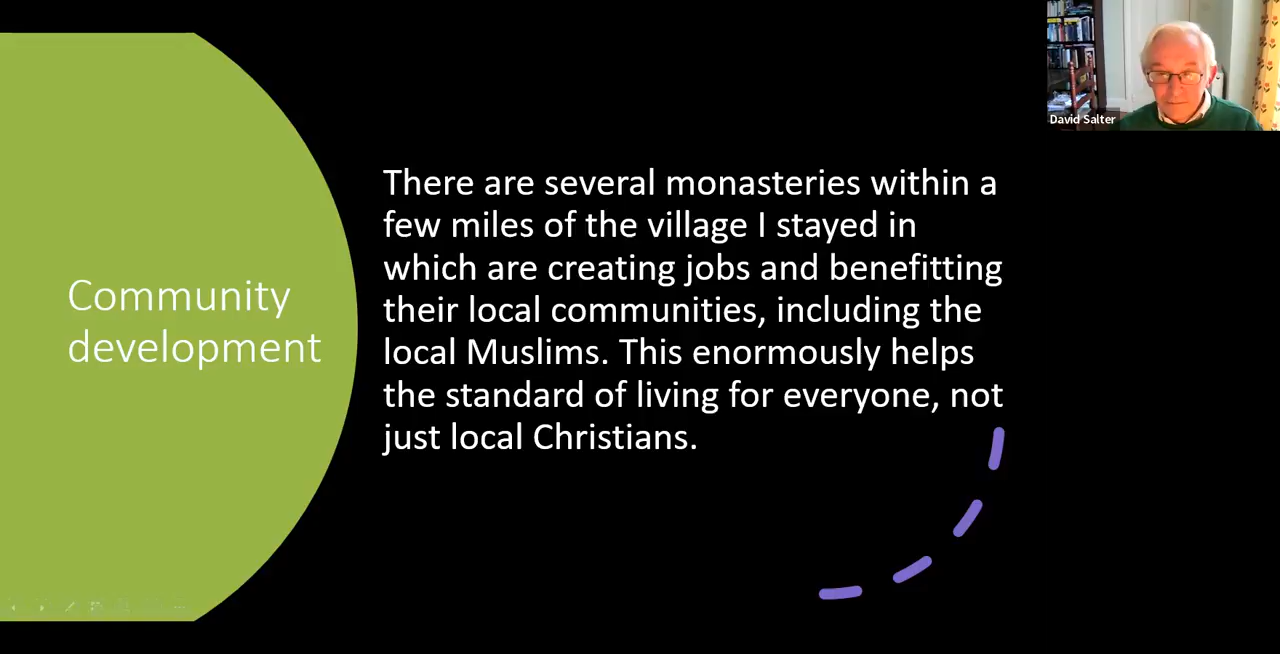 Community
development
There are several monasteries within a
few miles of the village I stayed in
which are creating jobs and benefitting
their local communities, including the
local Muslims. This enormously helps
the standard of living for everyone, not
just local Christians.
David Salter